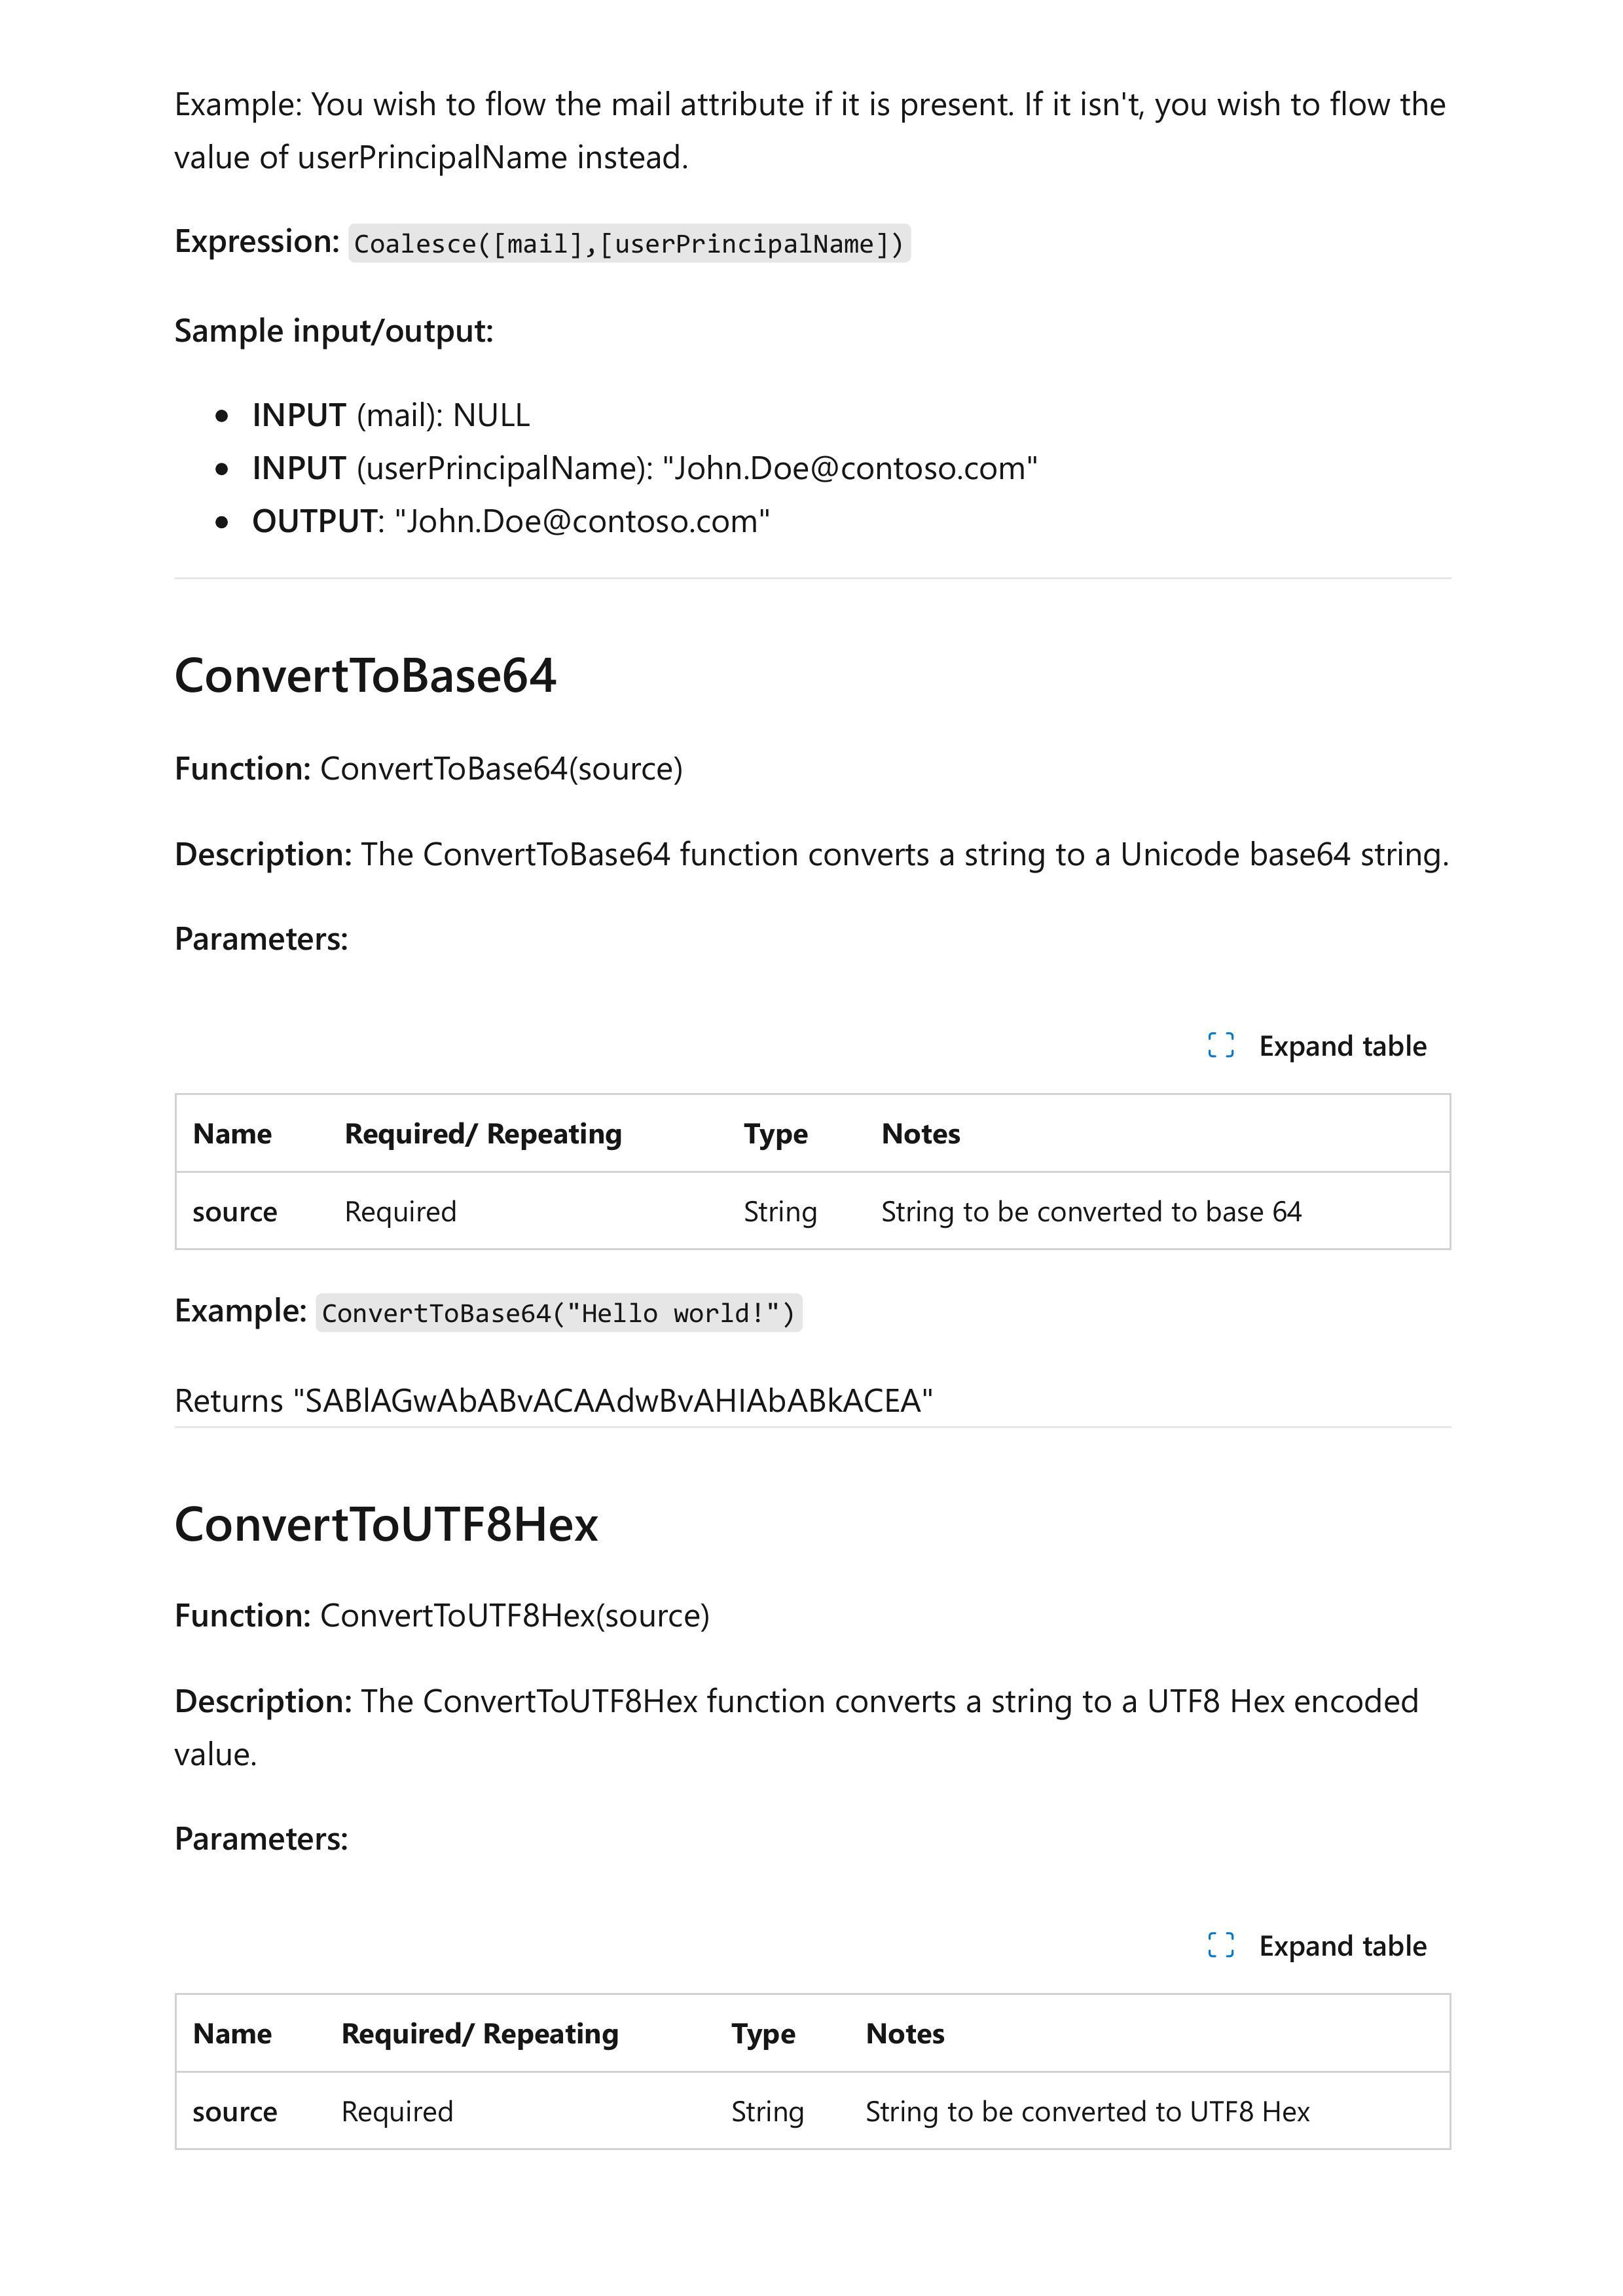 Example: You wish to flow the mail attribute if it is present. If it isn't, you wish to flow the
value of userPrincipalName instead.
Expression: Coalesce([mail],[userPrincipalName])
Sample input/output:
• INPUT (mail): NULL
• INPUT (userPrincipalName): "John.Doe@contoso.com"
• OUTPUT: "John.Doe@contoso.com"
ConvertToBase64
Function: ConvertToBase64(source)
Description: The ConvertToBase64 function converts a string to a Unicode base64 string.
Parameters:
Expand table
Name Required/ Repeating Type Notes
source Required String String to be converted to base 64
Example: ConvertToBase64("Hello world!")
Returns "SABlAGwAbABvACAAdwBvAHIAbABkACEA"
ConvertToUTF8Hex
Function: ConvertToUTF8Hex(source)
Description: The ConvertToUTF8Hex function converts a string to a UTF8 Hex encoded
value.
Parameters:
Expand table
Name Required/ Repeating Type Notes
source Required String String to be converted to UTF8 Hex